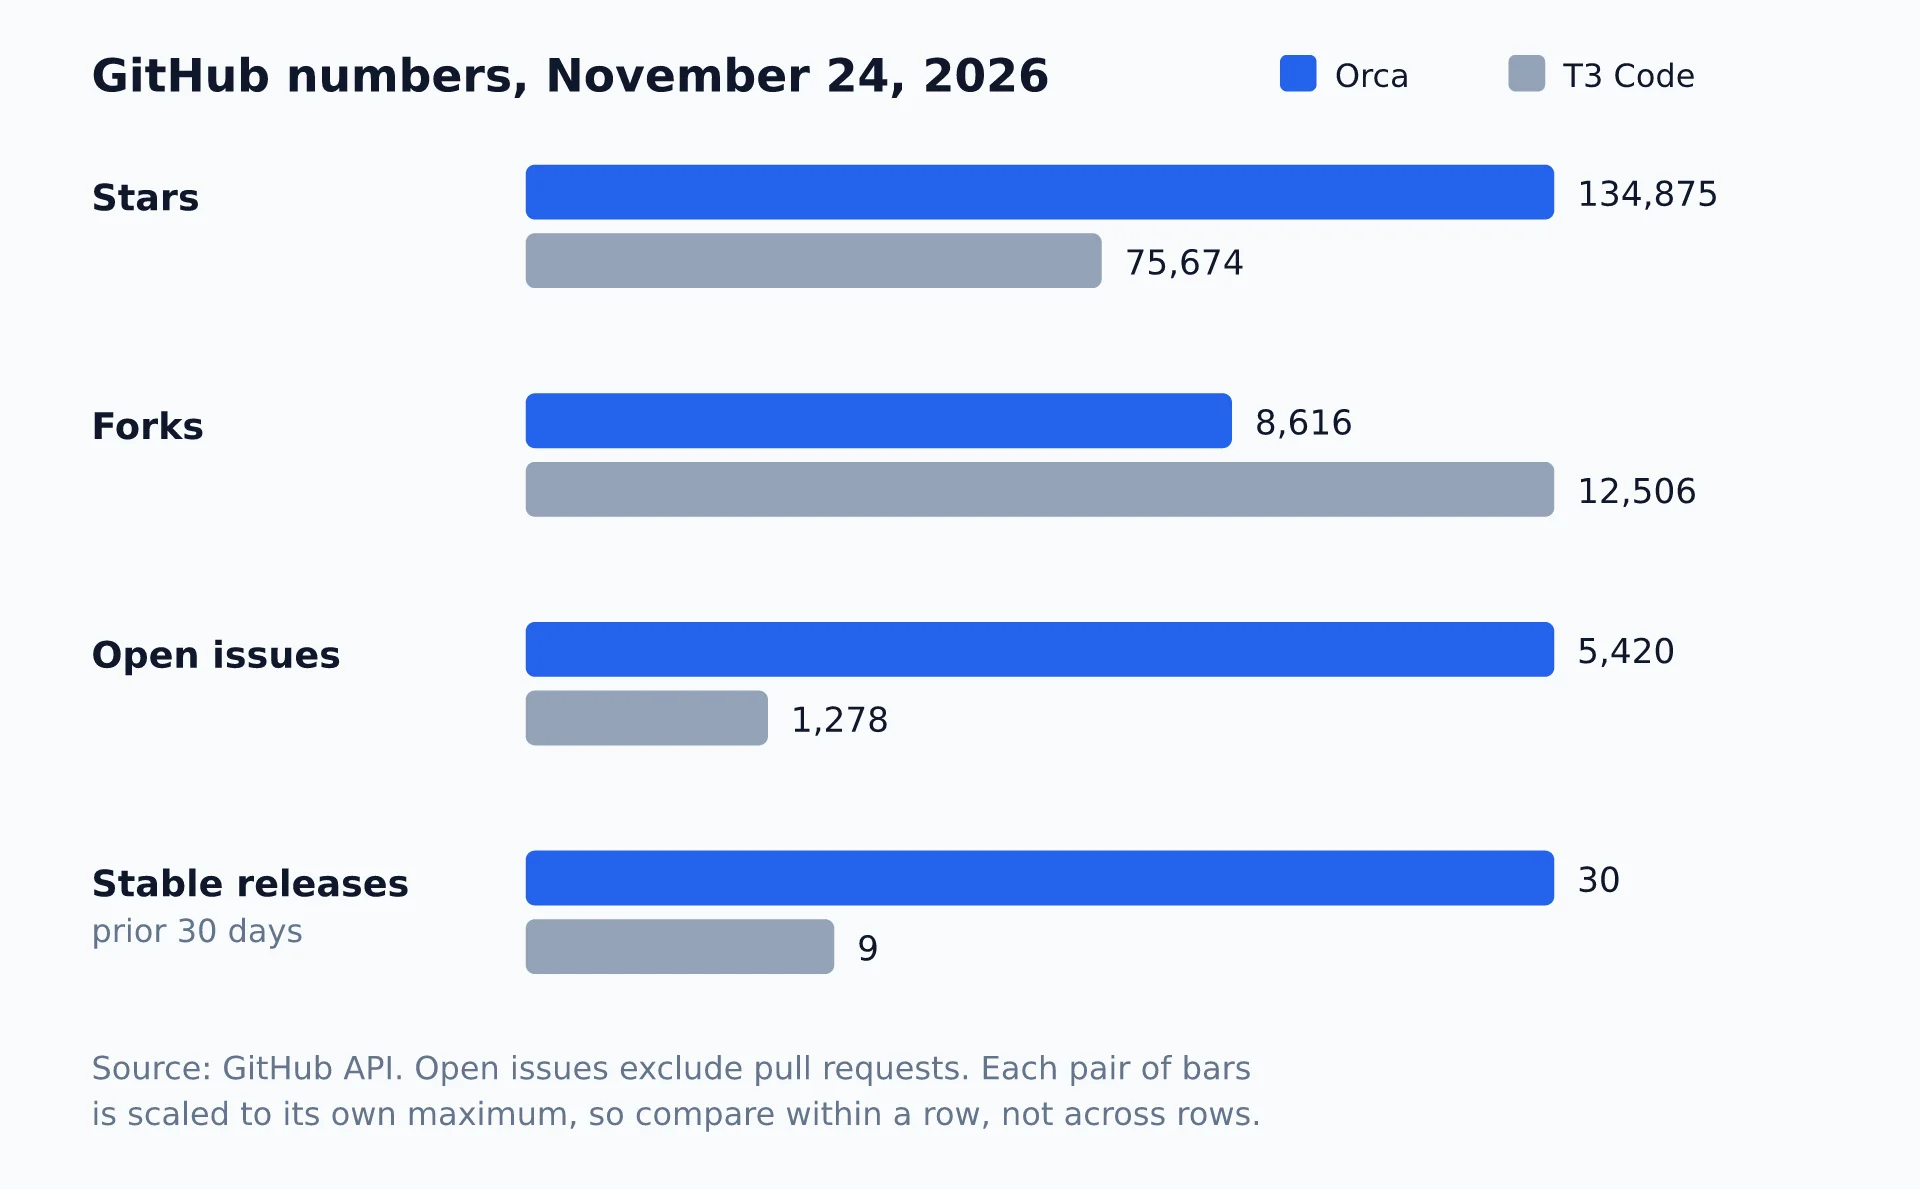 GitHub numbers, November 24, 2026
Orca
T3 Code
Stars
134,875
75,674
Forks
8,616
12,506
Open issues
5,420
1,278
Stable releases
prior 30 days
30
9
Source: GitHub API. Open issues exclude pull requests. Each pair of bars
is scaled to its own maximum, so compare within a row, not across rows.